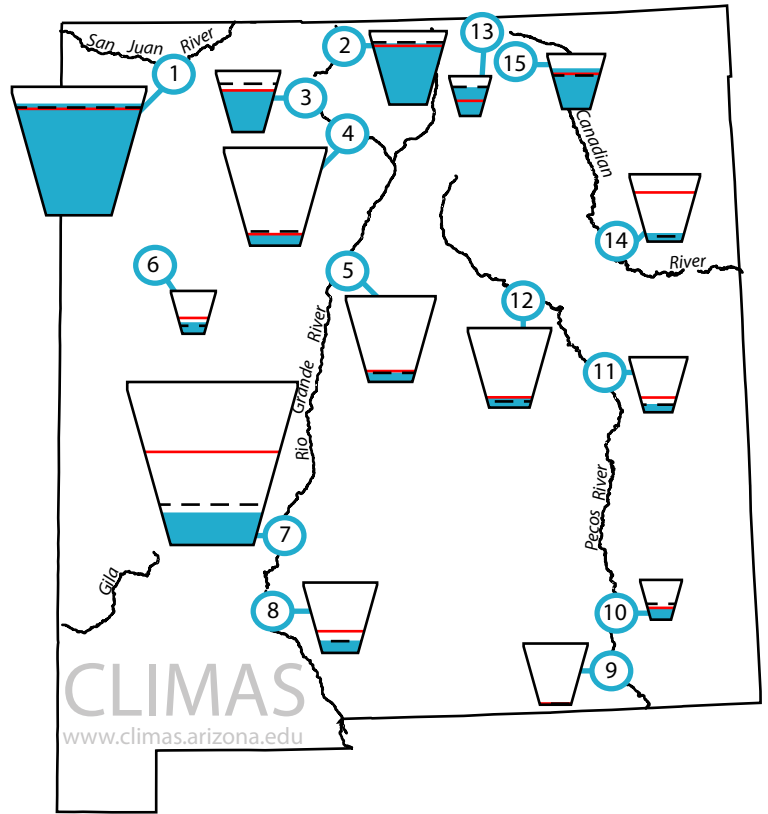 San Juan River
1
2
13
15
3
4
Canadian
14
River
6
5
Rio Grande River
12
11
Pecos River
7
Gila
8
10
9
CLIMAS
www.climas.arizona.edu